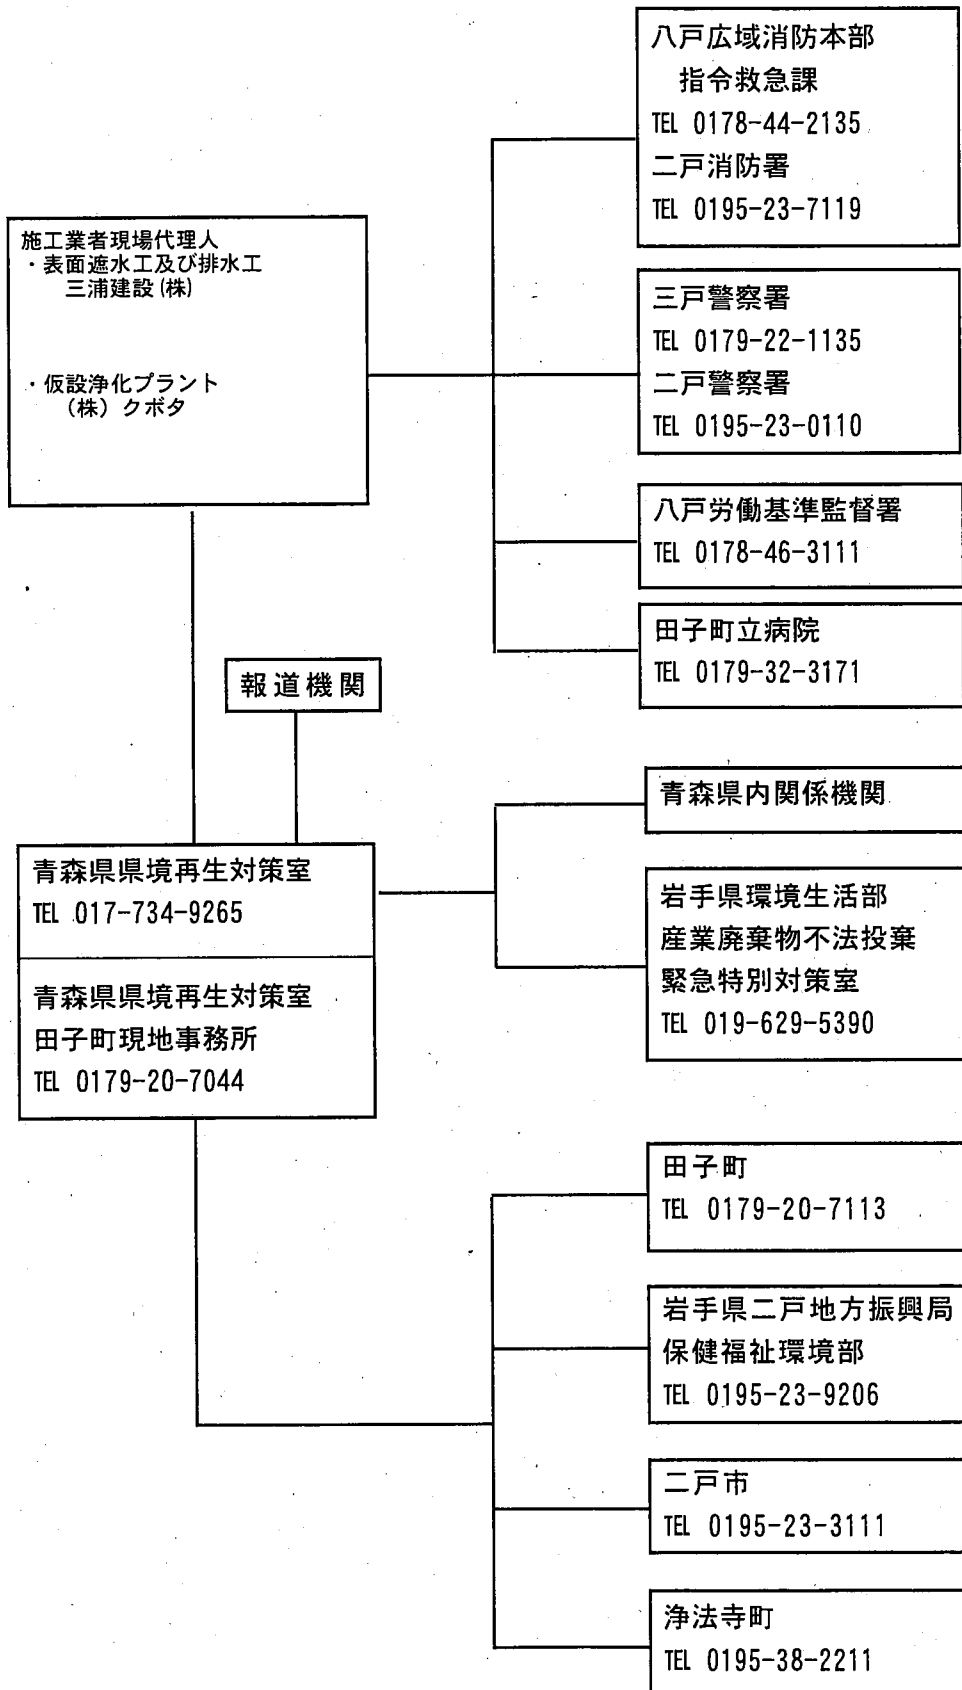 八戸広域消防本部
指令救急課
TEL 0178-44-2135
二戸消防署
TEL 0195-23-7119
施工業者現場代理人
・表面遮水工及び排水工
三浦建設(株)
・仮設浄化プラント
(株)クボタ
三戸警察署
TEL 0179-22-1135
二戸警察署
TEL 0195-23-0110
八戸労働基準監督署
TEL 0178-46-3111
田子町立病院
TEL 0179-32-3171
報道機関
青森県県境再生対策室
TEL 017-734-9265
青森県県境再生対策室
田子町現地事務所
TEL 0179-20-7044
青森県内関係機関
岩手県環境生活部
産業廃棄物不法投棄
緊急特別対策室
TEL 019-629-5390
田子町
TEL 0179-20-7113
岩手県二戸地方振興局
保健福祉環境部
TEL 0195-23-9206
二戸市
TEL 0195-23-3111
浄法寺町
TEL 0195-38-2211